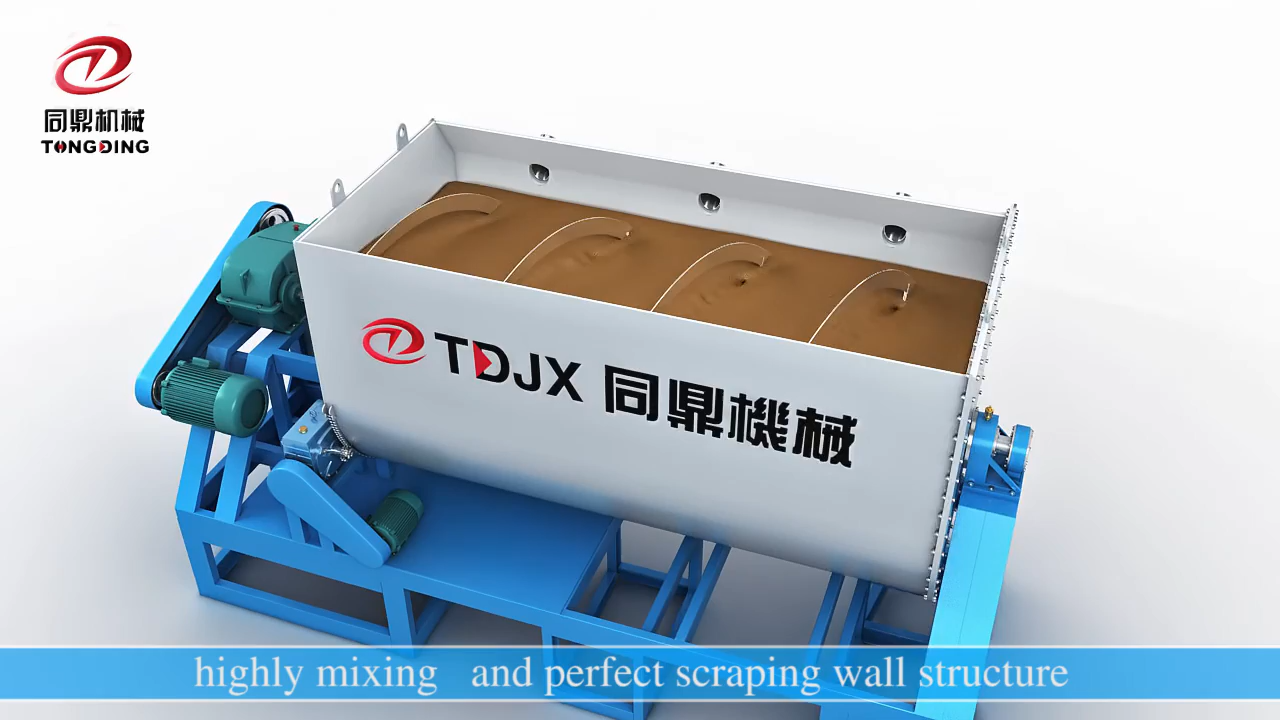 同鼎机械
TONGDING
TDJX 同鼎機械
highly mixing and perfect scraping wall structure